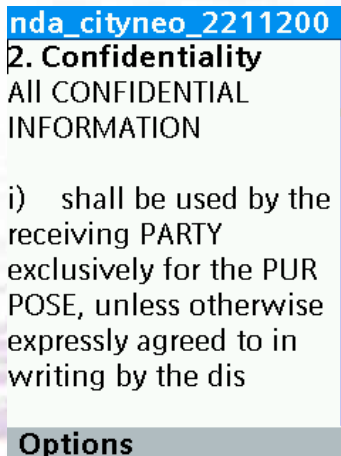 nda_cityneo_2211200
2. Confidentiality
All CONFIDENTIAL
INFORMATION
i) shall be used by the
receiving PARTY
exclusively for the PUR
POSE, unless otherwise
expressly agreed to in
writing by the dis
Options